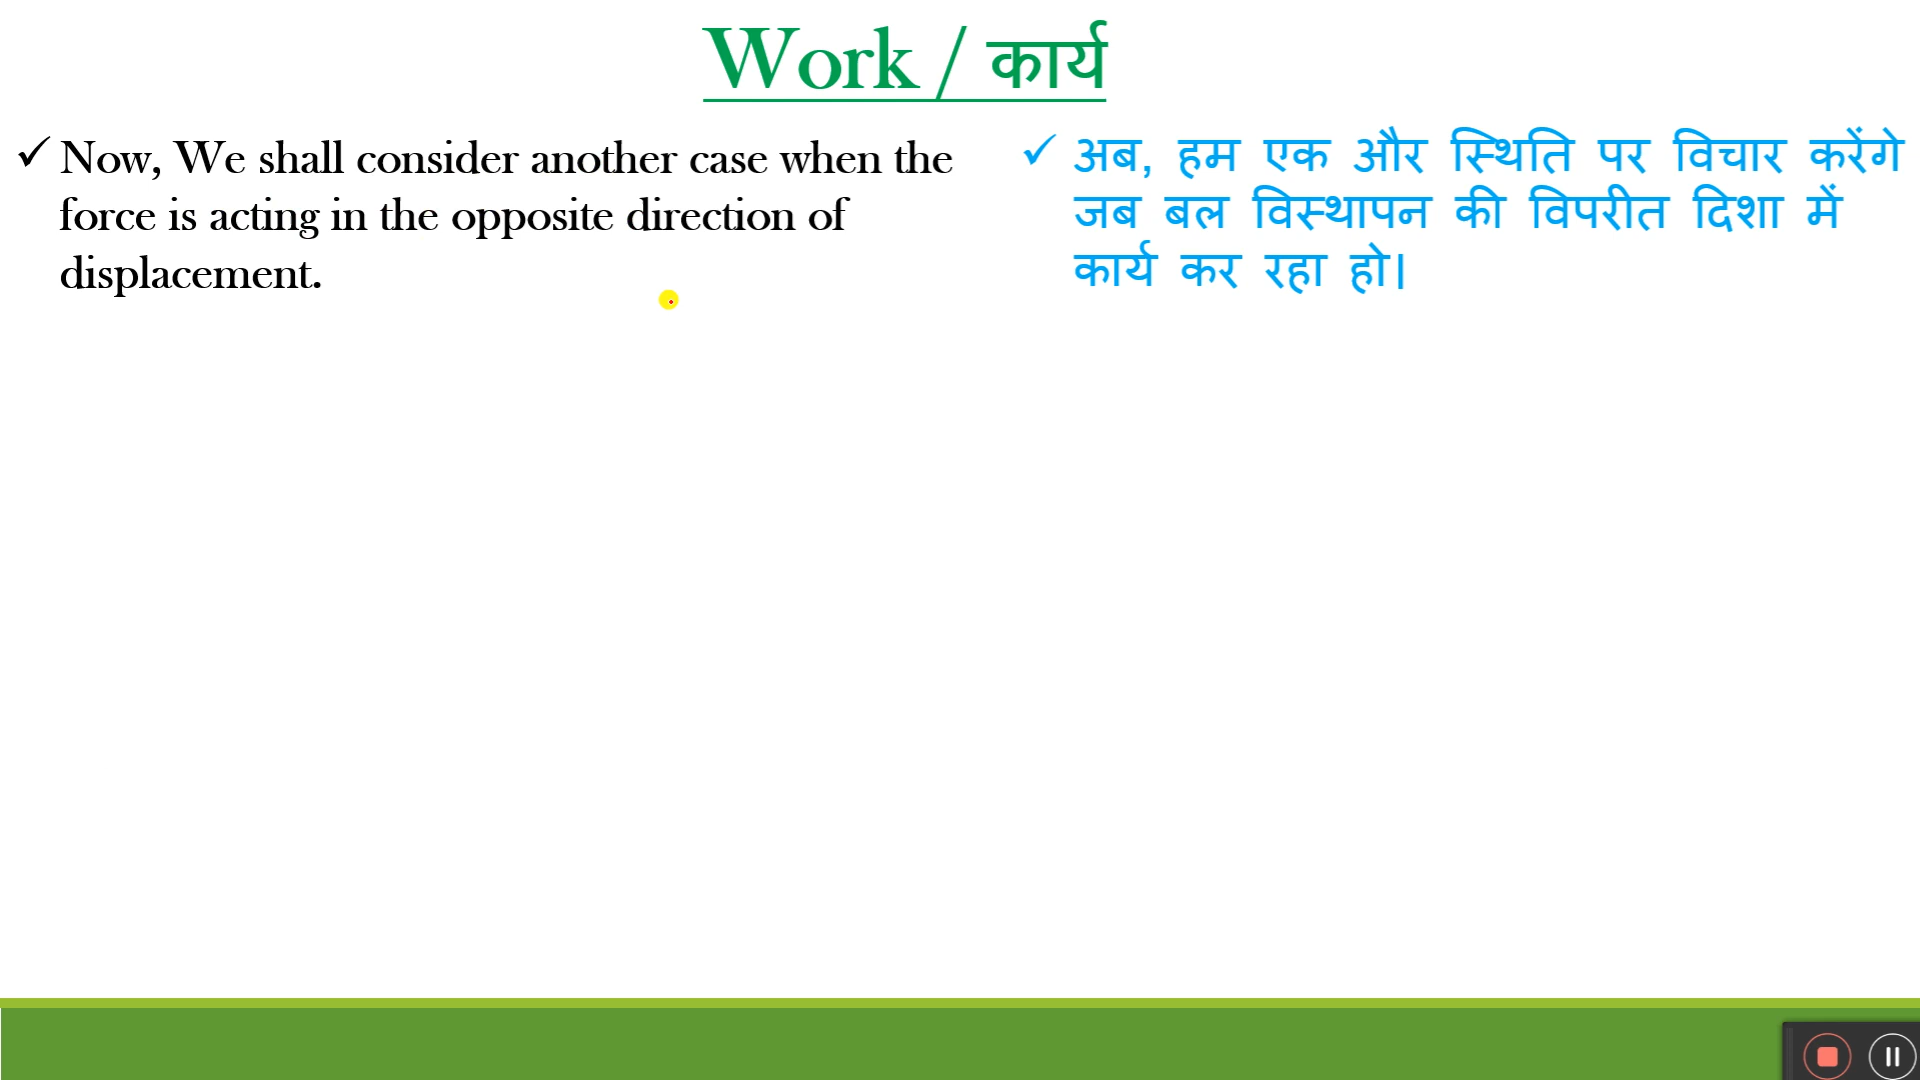 Work / कार्य
✓ Now, We shall consider another case when the
force is acting in the opposite direction of
displacement.
✓ अब, हम एक और स्थिति पर विचार करेंगे
जब बल विस्थापन की विपरीत दिशा में
कार्य कर रहा हो।